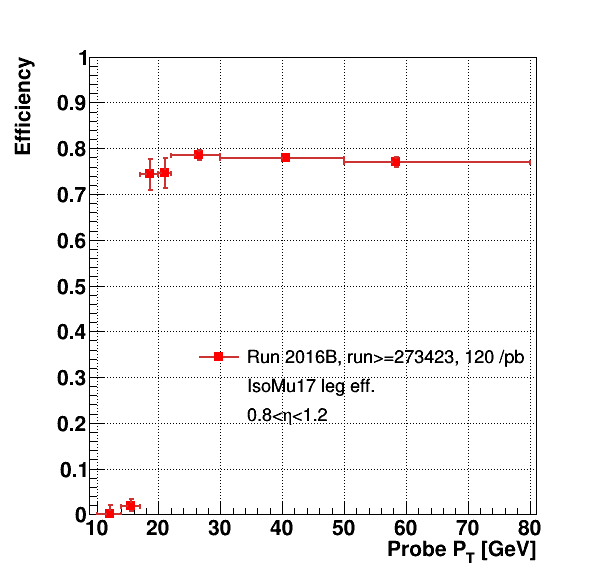 Efficiency
1
0.9
0.8
0.7
0.6
0.5
0.4
0.3
0.2
0.1
0
Run 2016B, run>=273423, 120 /pb
IsoMu17 leg eff.
0.8<η<1.2
10 20 30 40 50 60 70 80
Probe P_T [GeV]